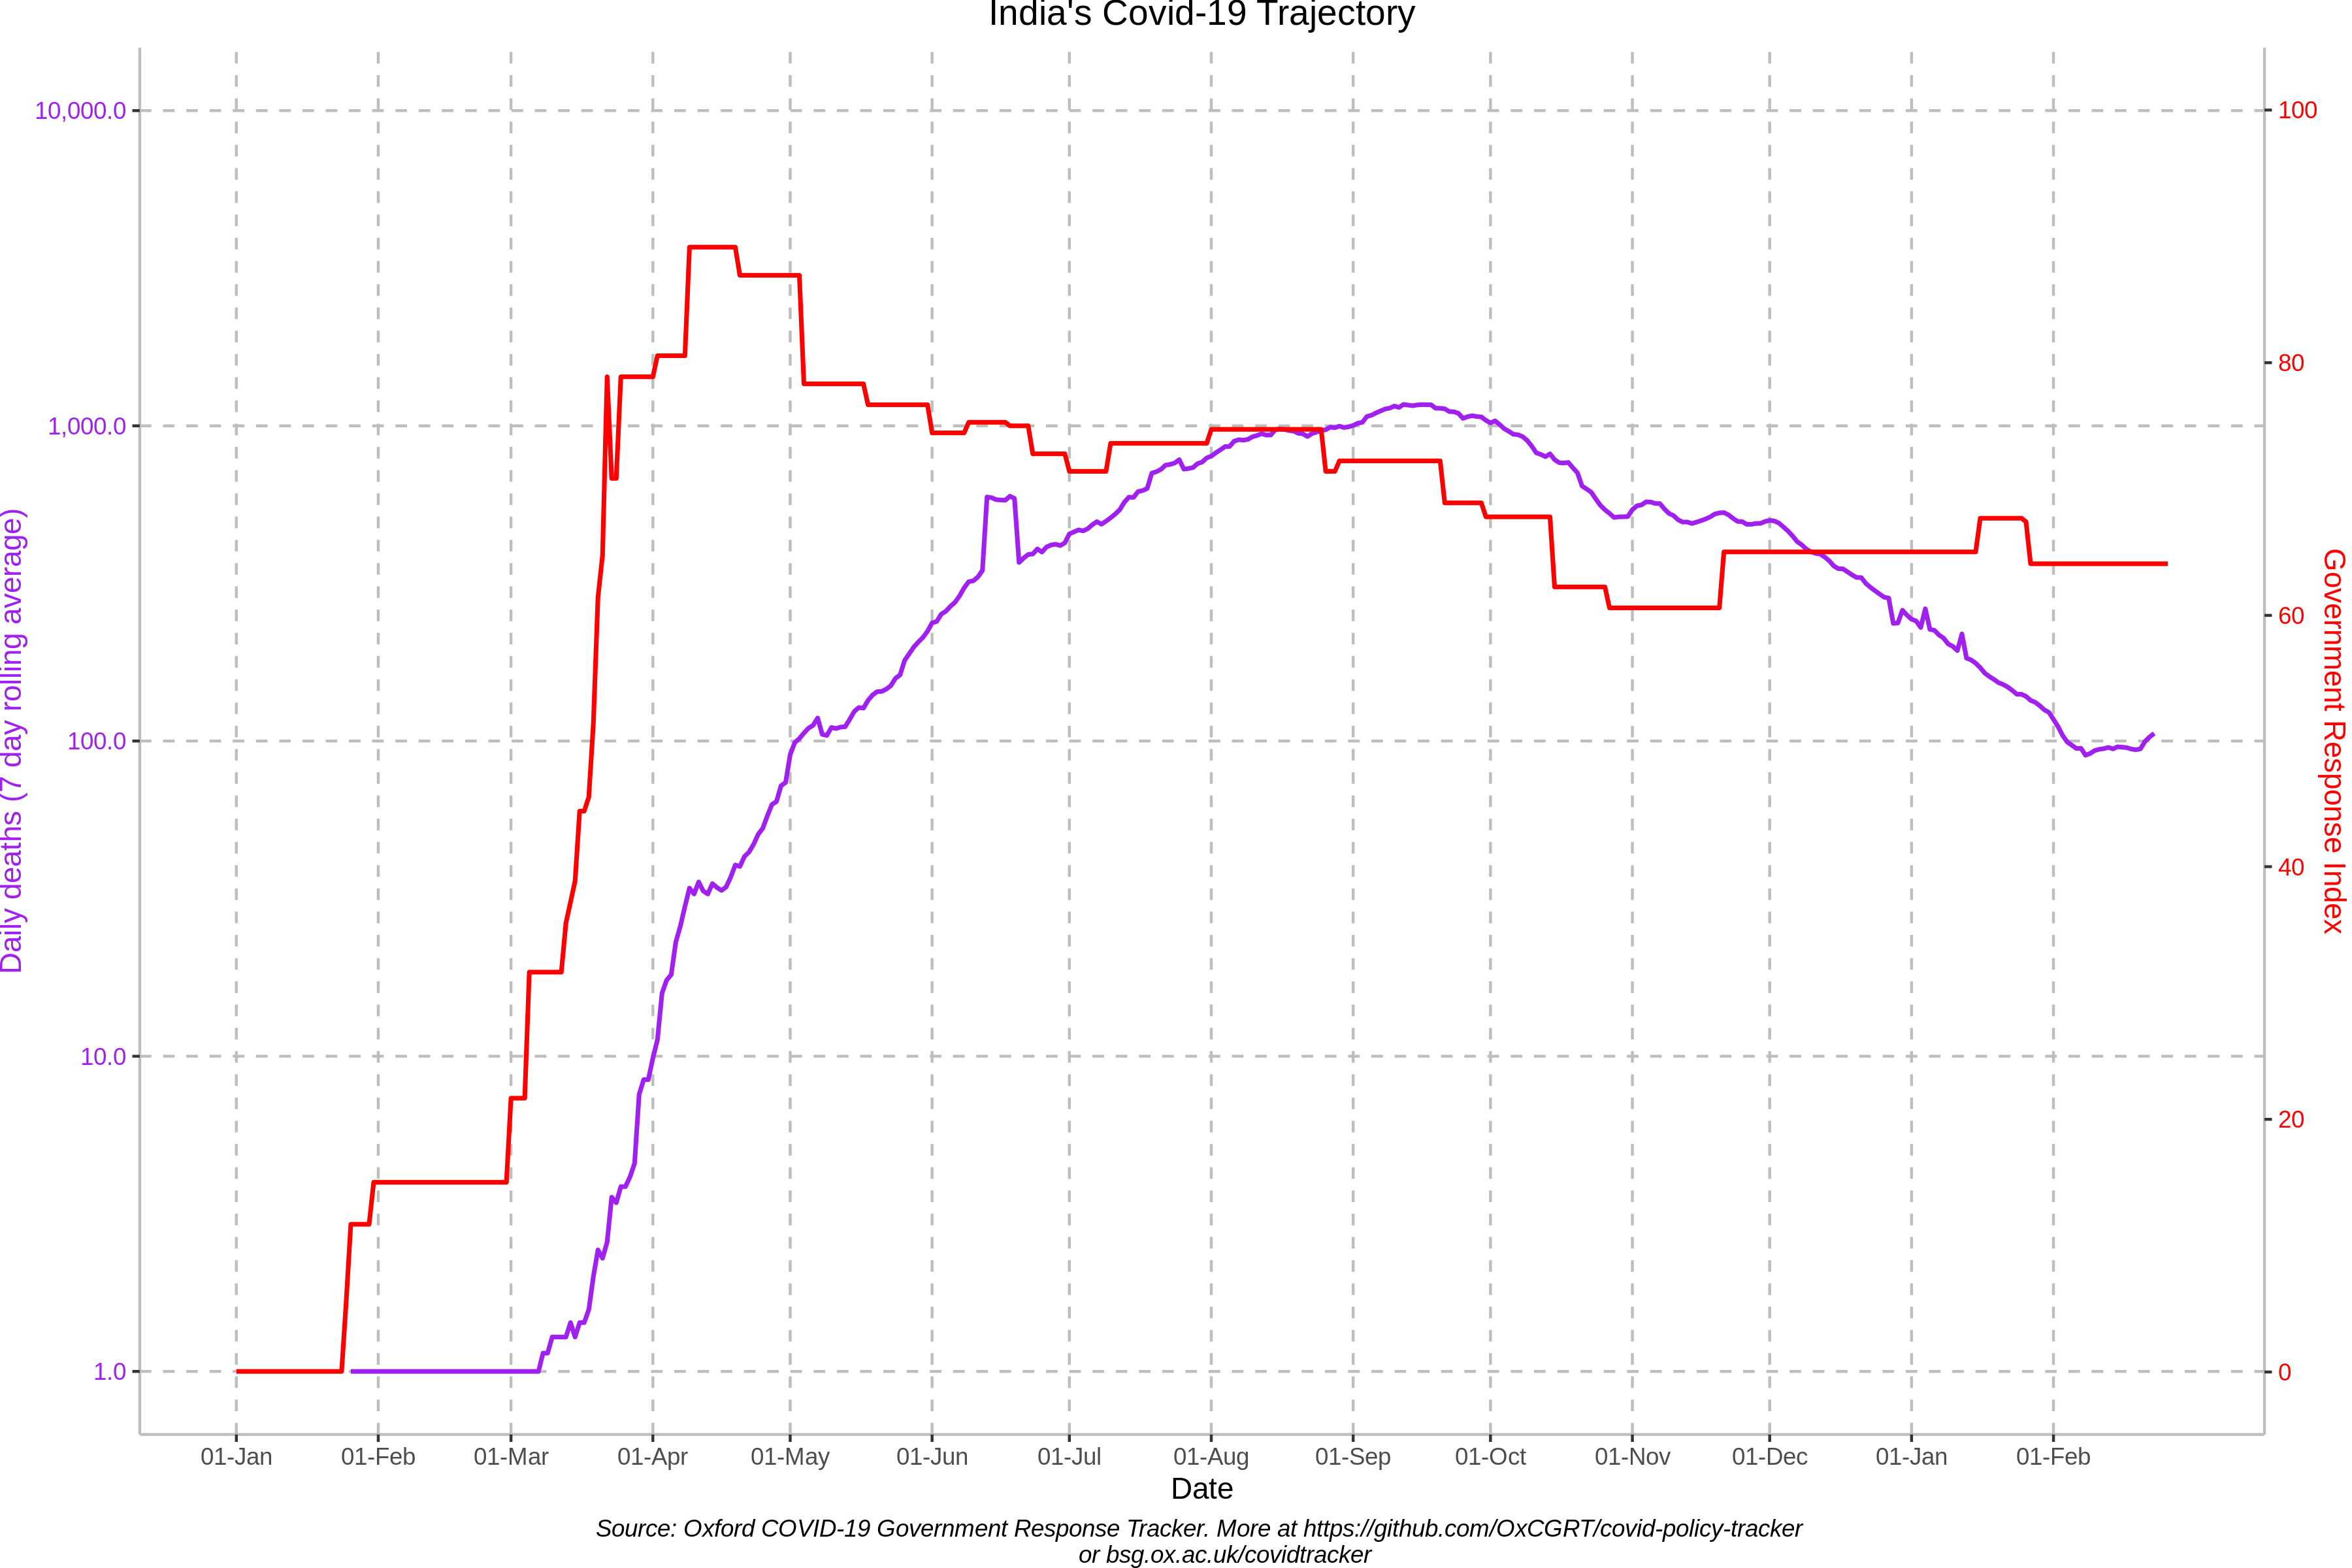 India's Covid-19 Trajectory
10,000.0
1,000.0
100.0
10.0
1.0
Daily deaths (7 day rolling average)
100
80
60
40
20
0
Government Response Index
01-Jan 01-Feb 01-Mar 01-Apr 01-May 01-Jun 01-Jul 01-Aug 01-Sep 01-Oct 01-Nov 01-Dec 01-Jan 01-Feb
Date
Source: Oxford COVID-19 Government Response Tracker. More at https://github.com/OxCGRT/covid-policy-tracker
or bsg.ox.ac.uk/covidtracker